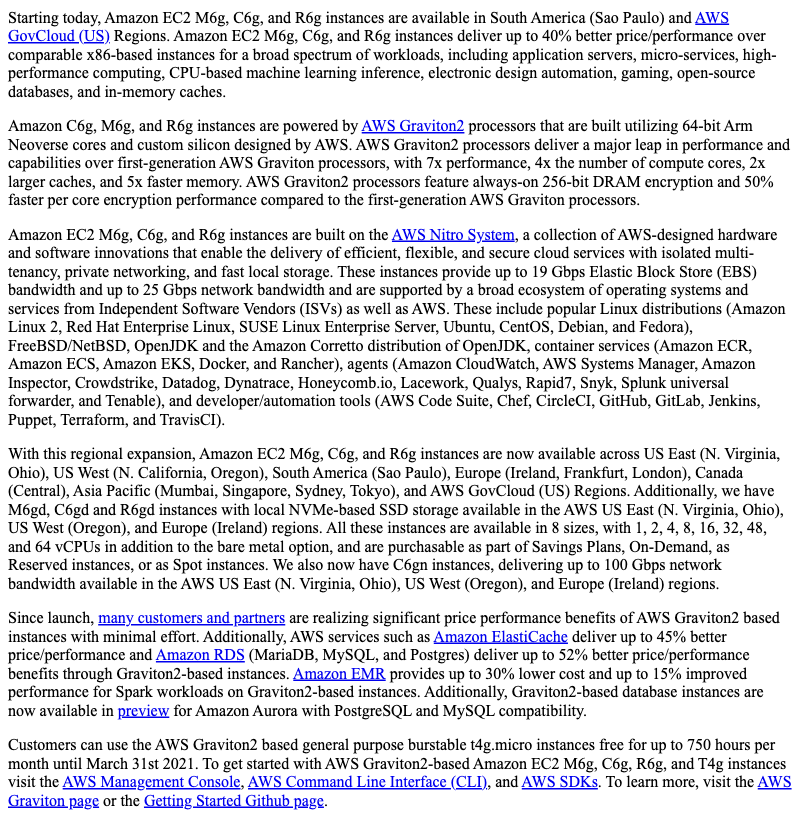 Starting today, Amazon EC2 M6g, C6g, and R6g instances are available in South America (Sao Paulo) and AWS
GovCloud (US) Regions. Amazon EC2 M6g, C6g, and R6g instances deliver up to 40% better price/performance over
comparable x86-based instances for a broad spectrum of workloads, including application servers, micro-services, high-
performance computing, CPU-based machine learning inference, electronic design automation, gaming, open-source
databases, and in-memory caches.
Amazon C6g, M6g, and R6g instances are powered by AWS Graviton2 processors that are built utilizing 64-bit Arm
Neoverse cores and custom silicon designed by AWS. AWS Graviton2 processors deliver a major leap in performance and
capabilities over first-generation AWS Graviton processors, with 7x performance, 4x the number of compute cores, 2x
larger caches, and 5x faster memory. AWS Graviton2 processors feature always-on 256-bit DRAM encryption and 50%
faster per core encryption performance compared to the first-generation AWS Graviton processors.
Amazon EC2 M6g, C6g, and R6g instances are built on the AWS Nitro System, a collection of AWS-designed hardware
and software innovations that enable the delivery of efficient, flexible, and secure cloud services with isolated multi-
tenancy, private networking, and fast local storage. These instances provide up to 19 Gbps Elastic Block Store (EBS)
bandwidth and up to 25 Gbps network bandwidth and are supported by a broad ecosystem of operating systems and
services from Independent Software Vendors (ISVs) as well as AWS. These include popular Linux distributions (Amazon
Linux 2, Red Hat Enterprise Linux, SUSE Linux Enterprise Server, Ubuntu, CentOS, Debian, and Fedora),
FreeBSD/NetBSD, OpenJDK and the Amazon Corretto distribution of OpenJDK, container services (Amazon ECR,
Amazon ECS, Amazon EKS, Docker, and Rancher), agents (Amazon CloudWatch, AWS Systems Manager, Amazon
Inspector, Crowdstrike, Datadog, Dynatrace, Honeycomb.io, Lacework, Qualys, Rapid7, Snyk, Splunk universal
forwarder, and Tenable), and developer/automation tools (AWS Code Suite, Chef, CircleCI, GitHub, GitLab, Jenkins,
Puppet, Terraform, and TravisCI).
With this regional expansion, Amazon EC2 M6g, C6g, and R6g instances are now available across US East (N. Virginia,
Ohio), US West (N. California, Oregon), South America (Sao Paulo), Europe (Ireland, Frankfurt, London), Canada
(Central), Asia Pacific (Mumbai, Singapore, Sydney, Tokyo), and AWS GovCloud (US) Regions. Additionally, we have
M6gd, C6gd and R6gd instances with local NVMe-based SSD storage available in the AWS US East (N. Virginia, Ohio),
US West (Oregon), and Europe (Ireland) regions. All these instances are available in 8 sizes, with 1, 2, 4, 8, 16, 32, 48,
and 64 vCPUs in addition to the bare metal option, and are purchasable as part of Savings Plans, On-Demand, as
Reserved instances, or as Spot instances. We also now have C6gn instances, delivering up to 100 Gbps network
bandwidth available in the AWS US East (N. Virginia, Ohio), US West (Oregon), and Europe (Ireland) regions.
Since launch, many customers and partners are realizing significant price performance benefits of AWS Graviton2 based
instances with minimal effort. Additionally, AWS services such as Amazon ElastiCache deliver up to 45% better
price/performance and Amazon RDS (MariaDB, MySQL, and Postgres) deliver up to 52% better price/performance
benefits through Graviton2-based instances. Amazon EMR provides up to 30% lower cost and up to 15% improved
performance for Spark workloads on Graviton2-based instances. Additionally, Graviton2-based database instances are
now available in preview for Amazon Aurora with PostgreSQL and MySQL compatibility.
Customers can use the AWS Graviton2 based general purpose burstable t4g.micro instances free for up to 750 hours per
month until March 31st 2021. To get started with AWS Graviton2-based Amazon EC2 M6g, C6g, R6g, and T4g instances
visit the AWS Management Console, AWS Command Line Interface (CLI), and AWS SDKs. To learn more, visit the AWS
Graviton page or the Getting Started Github page.